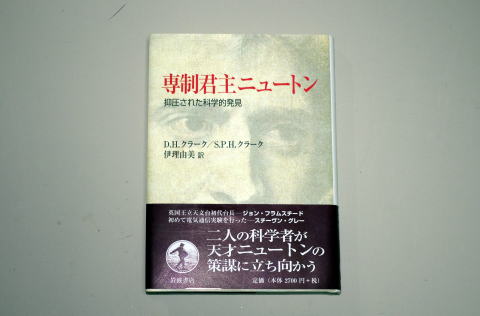 専制君主ニュートン
抑圧された科学的発見
D.H.クラーク/S.P.H.クラーク
伊理由美 訳
英国王立天文台初代台長―ジョン・フラムスチード
初めて電気通信実験を行った―スチーヴン・グレー
二人の科学者が
天才ニュートンの
策謀に立ち向かう
岩波書店
定価(本体2700円+税)